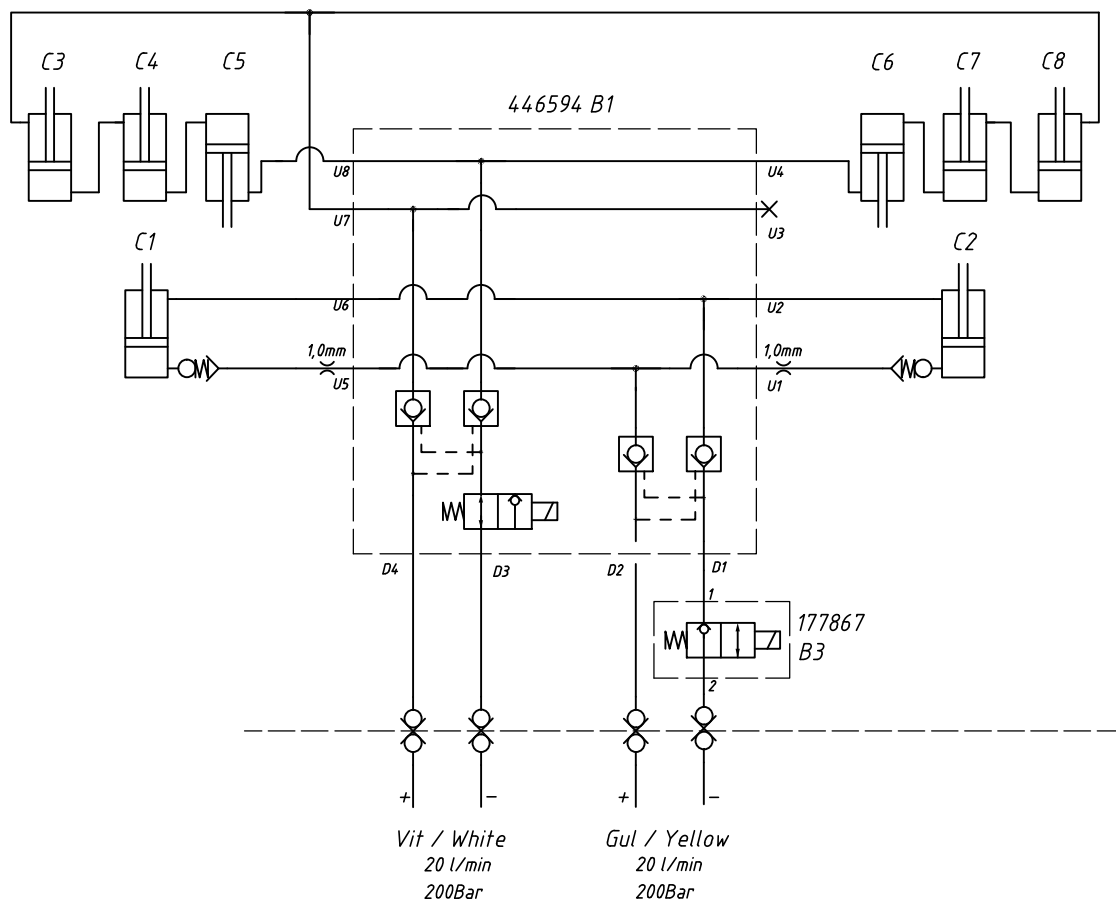 C3
C4
C5
C6
C7
C8
446594 B1
U8
U4
U7
U3
C1
C2
U6
U2
1,0mm
1,0mm
U5
U1
D4
D3
D2
D1
1
177867
B3
2
+
–
+
–
Vit / White
20 l/min
200Bar
Gul / Yellow
20 l/min
200Bar